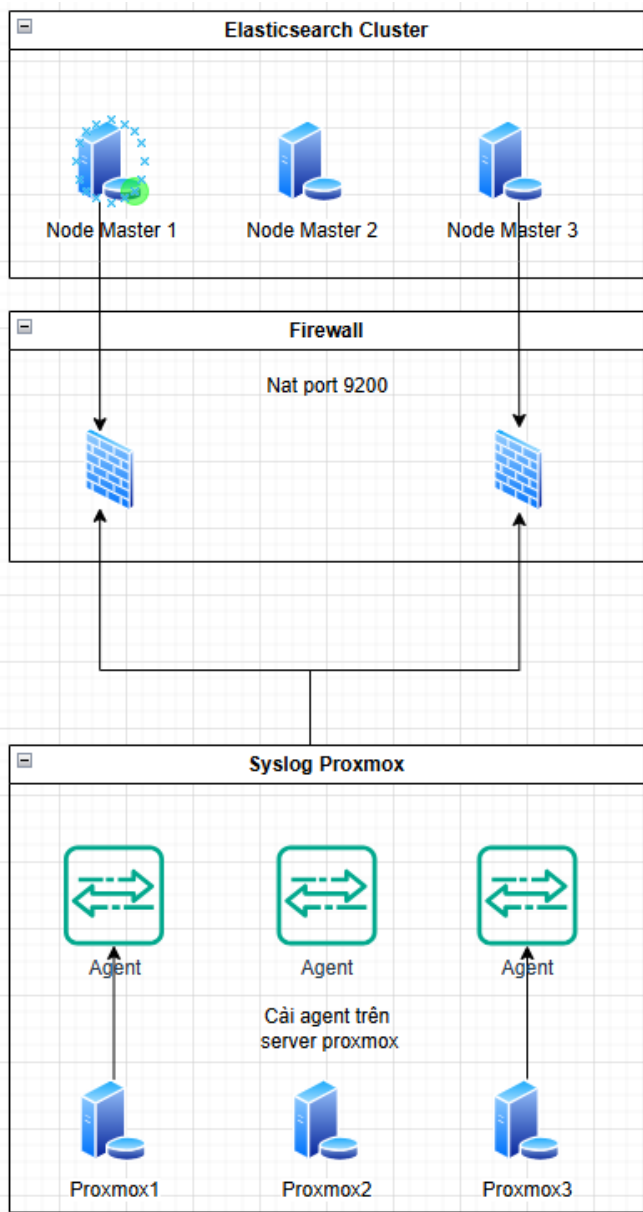 Elasticsearch Cluster
Node Master 1
Node Master 2
Node Master 3
Firewall
Nat port 9200
Syslog Proxmox
Agent
Agent
Agent
Cài agent trên
server proxmox
Proxmox1
Proxmox2
Proxmox3